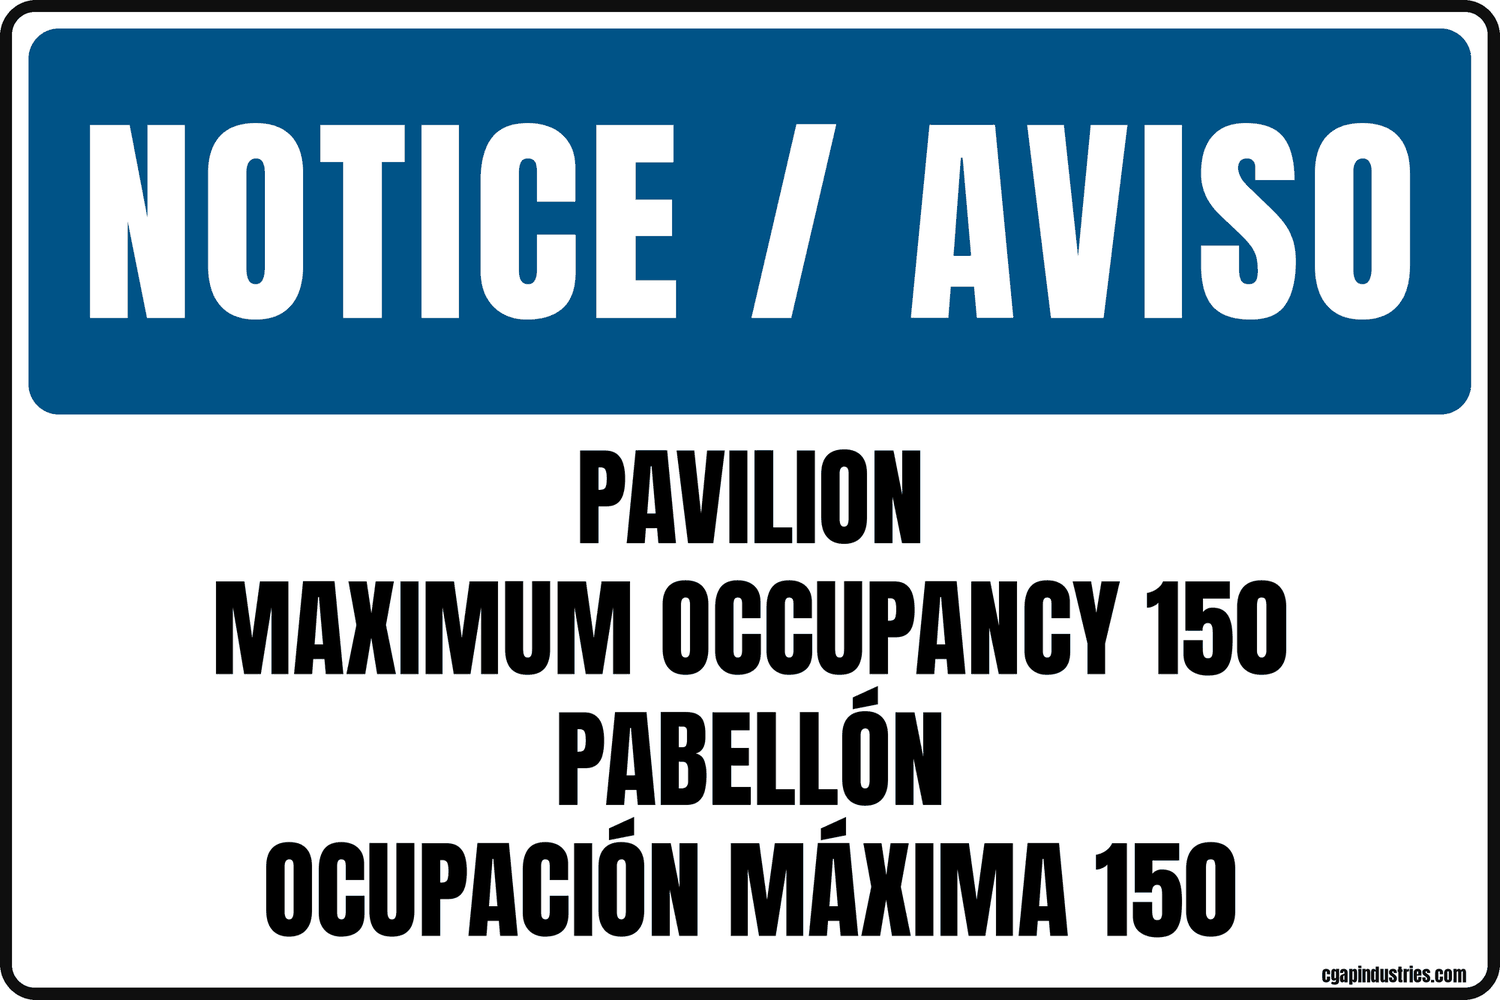 NOTICE / AVISO
PAVILION
MAXIMUM OCCUPANCY 150
PABELLÓN
OCUPACIÓN MÁXIMA 150
cgapindustries.com